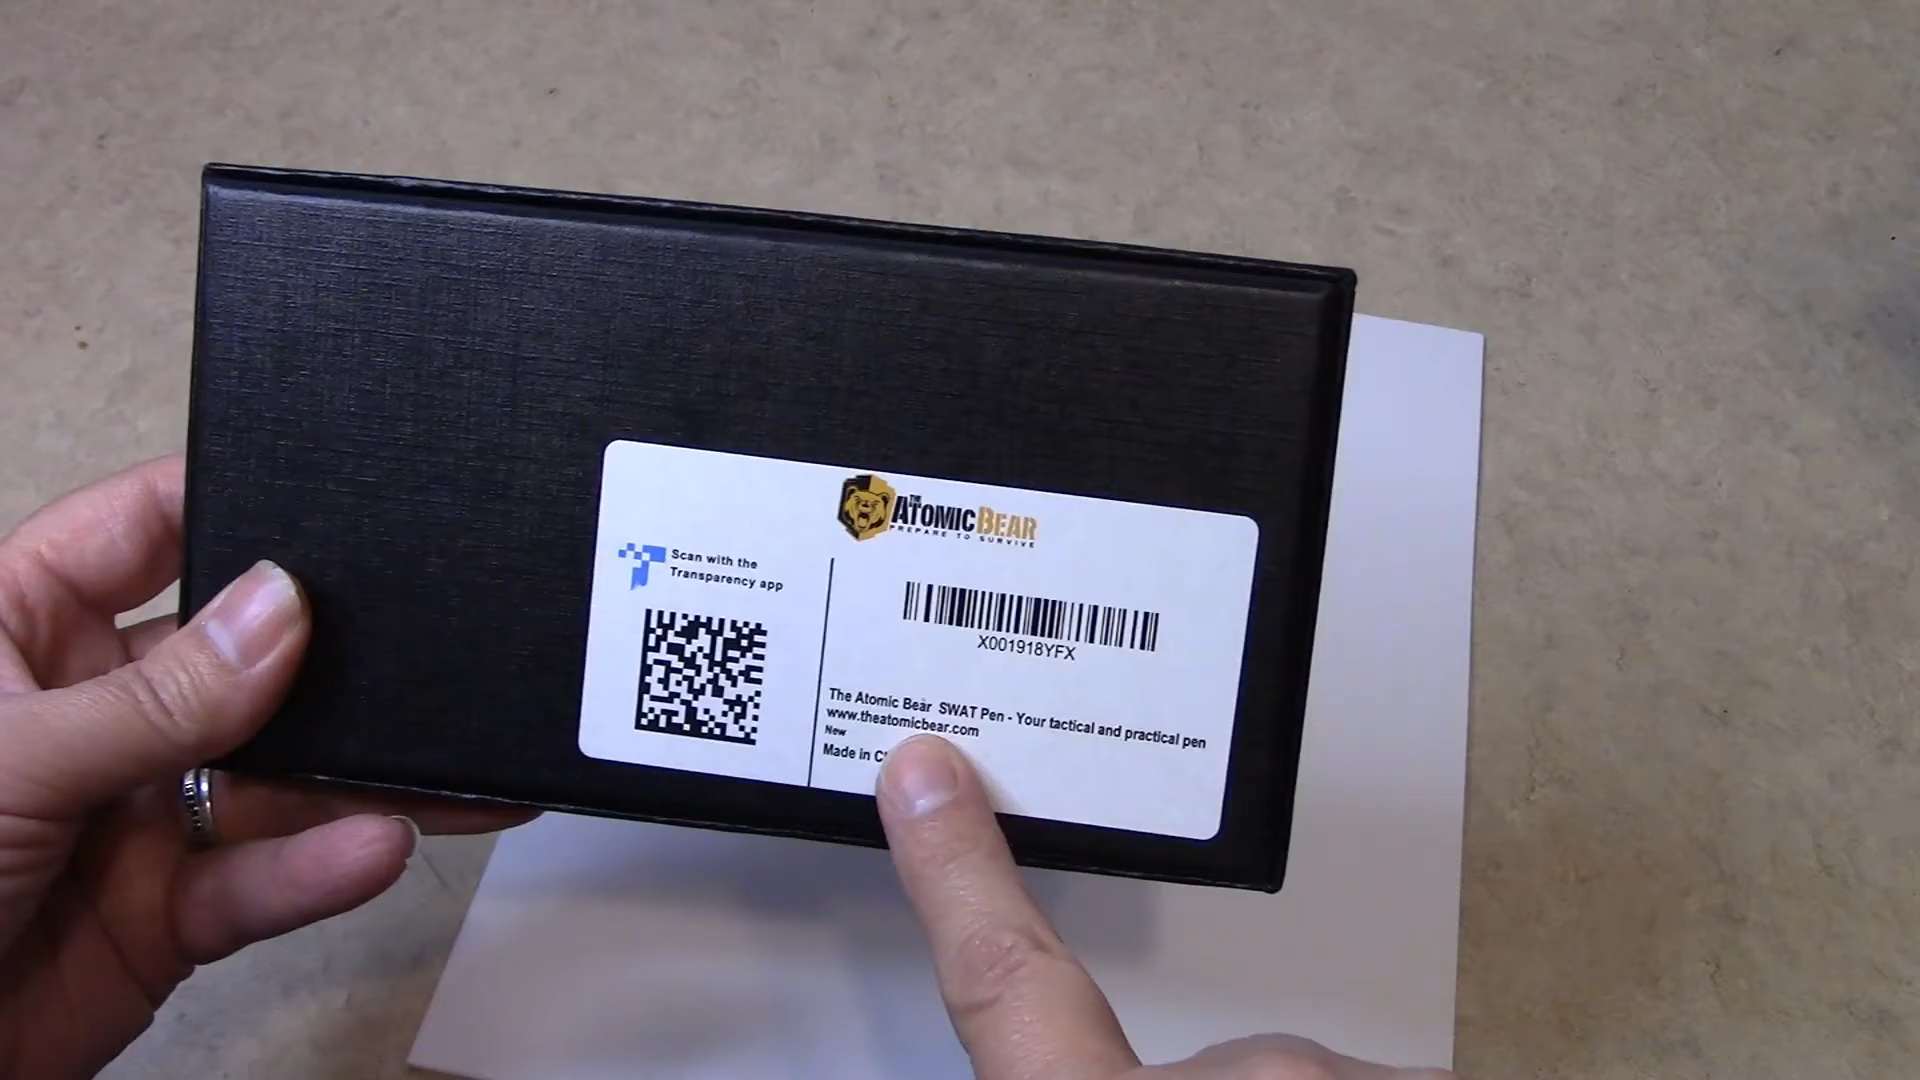 THE
ATOMIC BEAR
PREPARE TO SURVIVE
Scan with the
Transparency app
X001918YFX
The Atomic Bear SWAT Pen - Your tactical and practical pen
www.theatomicbear.com
New
Made in